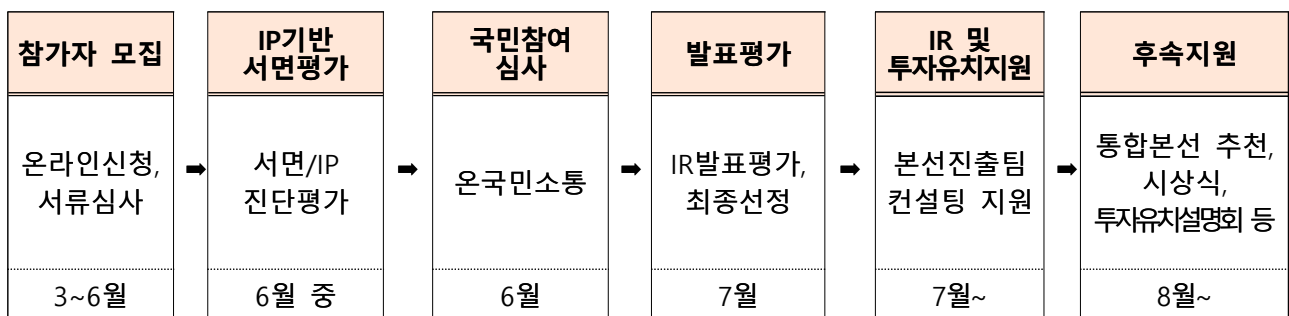 참가자 모집
온라인신청,
서류심사
3~6월
➡
IP기반
서면평가
서면/IP
진단평가
6월 중
➡
국민참여
심사
온국민소통
6월
➡
발표평가
IR발표평가,
최종선정
7월
➡
IR 및
투자유치지원
본선진출팀
컨설팅 지원
7월~
➡
후속지원
통합본선 추천,
시상식,
투자유치설명회 등
8월~